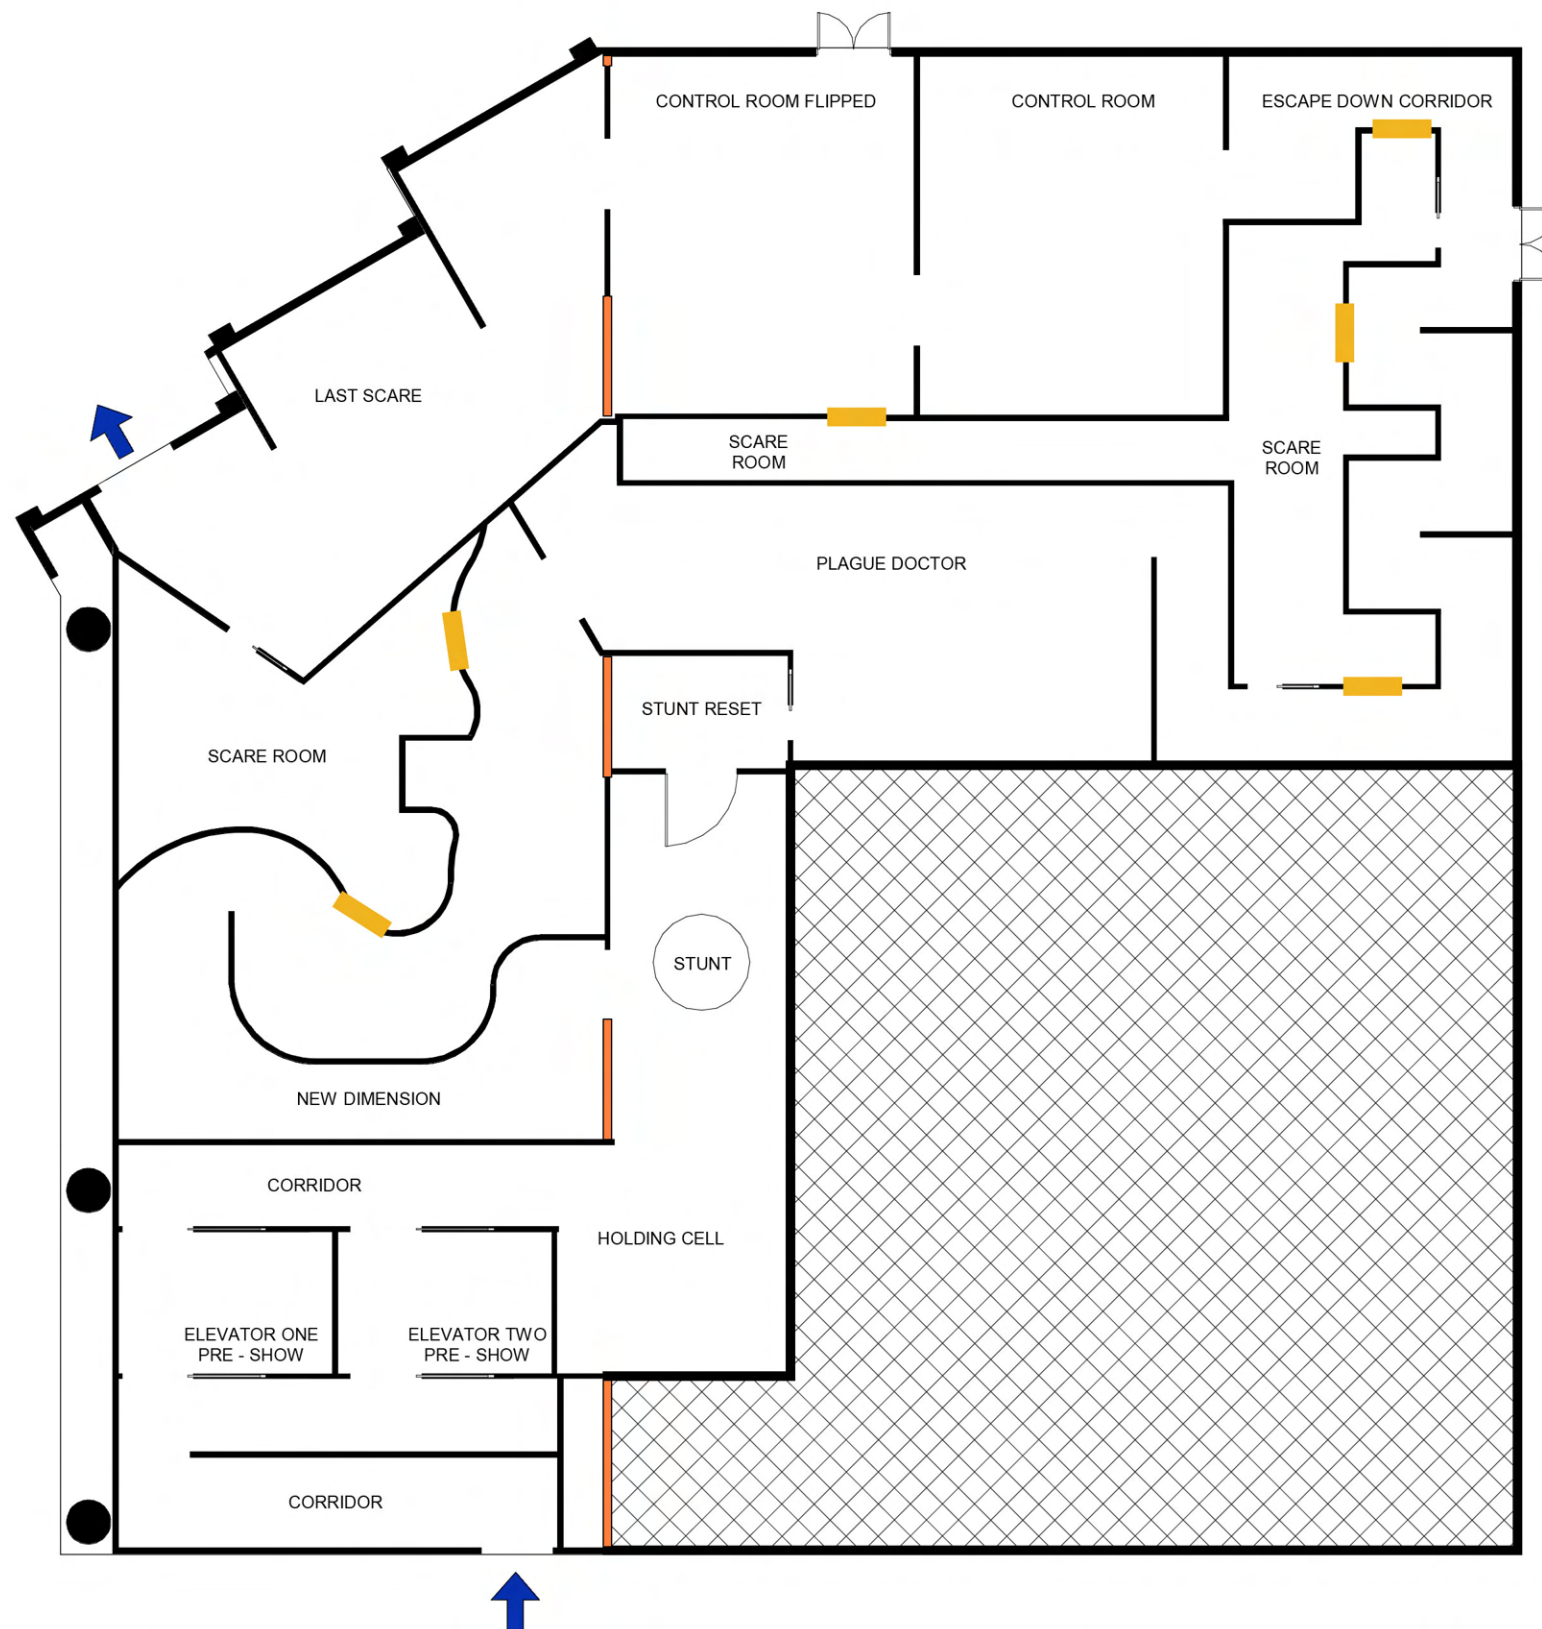 CONTROL ROOM FLIPPED
CONTROL ROOM
ESCAPE DOWN CORRIDOR
LAST SCARE
SCARE
ROOM
SCARE
ROOM
PLAGUE DOCTOR
STUNT RESET
SCARE ROOM
STUNT
NEW DIMENSION
CORRIDOR
HOLDING CELL
ELEVATOR ONE
PRE - SHOW
ELEVATOR TWO
PRE - SHOW
CORRIDOR